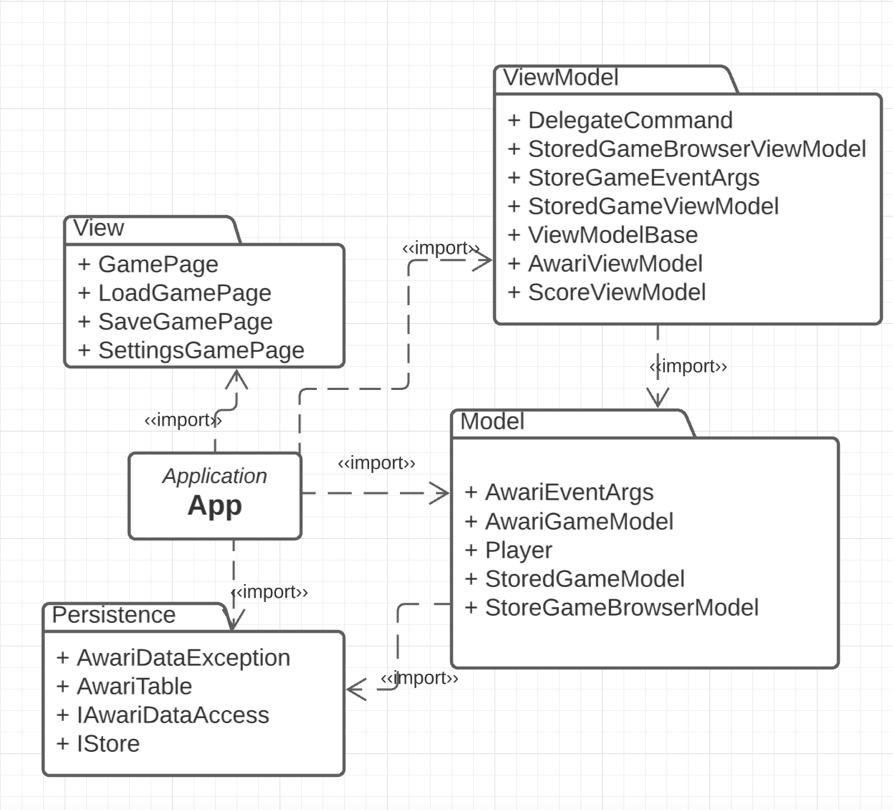 ViewModel
+ DelegateCommand
+ StoredGameBrowserViewModel
+ StoreGameEventArgs
+ StoredGameViewModel
+ ViewModelBase
+ AwariViewModel
+ ScoreViewModel
View
+ GamePage
+ LoadGamePage
+ SaveGamePage
+ SettingsGamePage
‹‹import››
‹‹import››
‹‹import››
Application
App
‹‹import››
Model
+ AwariEventArgs
+ AwariGameModel
+ Player
+ StoredGameModel
+ StoreGameBrowserModel
‹‹import››
Persistence
+ AwariDataException
+ AwariTable
+ IAwariDataAccess
+ IStore
‹‹import››